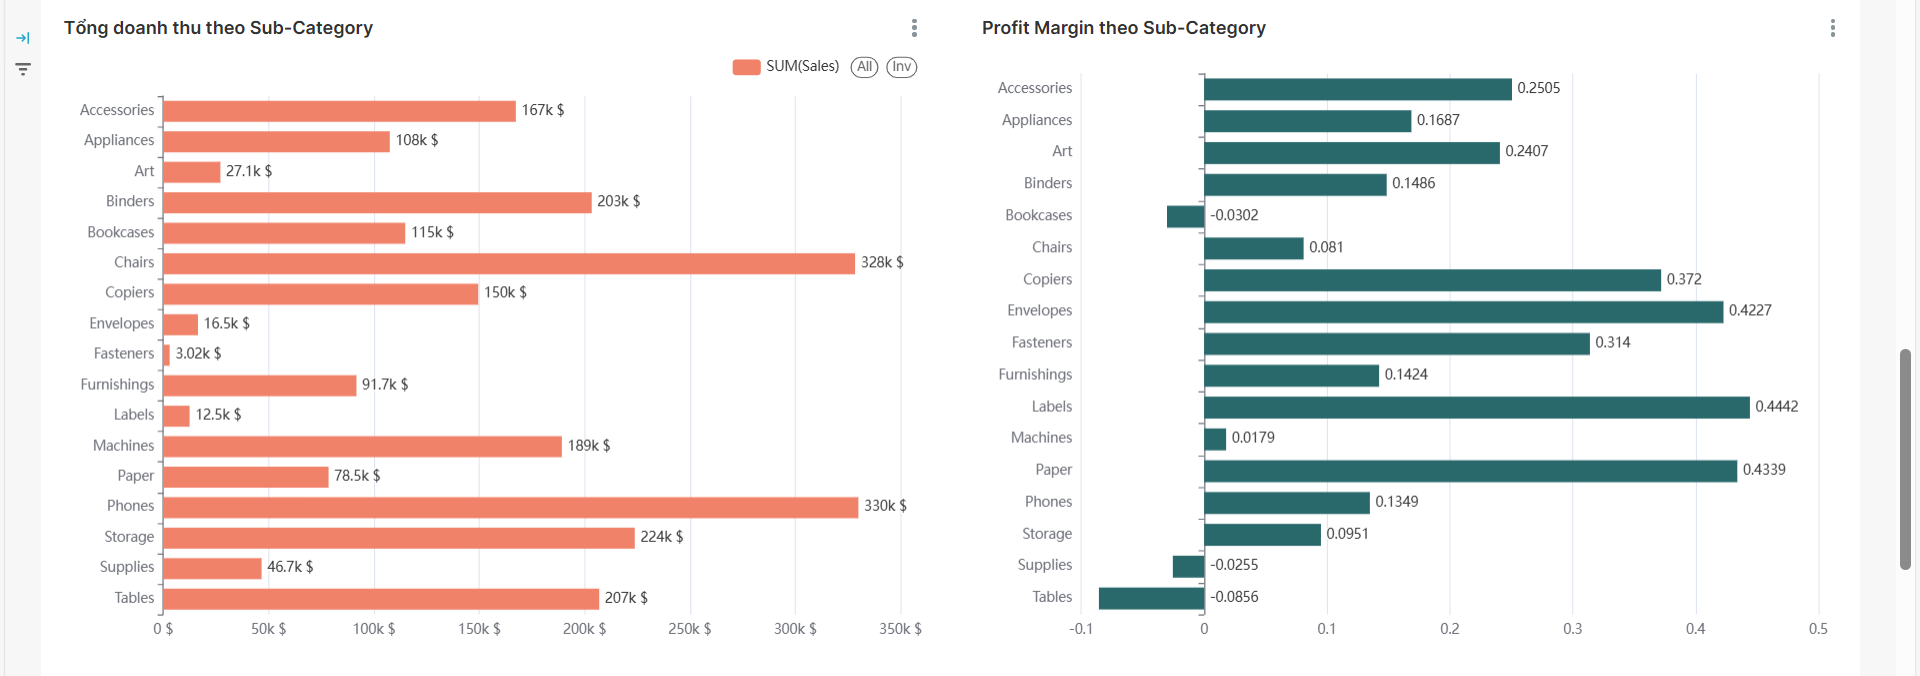 Tổng doanh thu theo Sub-Category
SUM(Sales) All Inv
Accessories 167k $
Appliances 108k $
Art 27.1k $
Binders 203k $
Bookcases 115k $
Chairs 328k $
Copiers 150k $
Envelopes 16.5k $
Fasteners 3.02k $
Furnishings 91.7k $
Labels 12.5k $
Machines 189k $
Paper 78.5k $
Phones 330k $
Storage 224k $
Supplies 46.7k $
Tables 207k $
0 $ 50k $ 100k $ 150k $ 200k $ 250k $ 300k $ 350k $
Profit Margin theo Sub-Category
Accessories 0.2505
Appliances 0.1687
Art 0.2407
Binders 0.1486
Bookcases -0.0302
Chairs 0.081
Copiers 0.372
Envelopes 0.4227
Fasteners 0.314
Furnishings 0.1424
Labels 0.4442
Machines 0.0179
Paper 0.4339
Phones 0.1349
Storage 0.0951
Supplies -0.0255
Tables -0.0856
-0.1 0 0.1 0.2 0.3 0.4 0.5